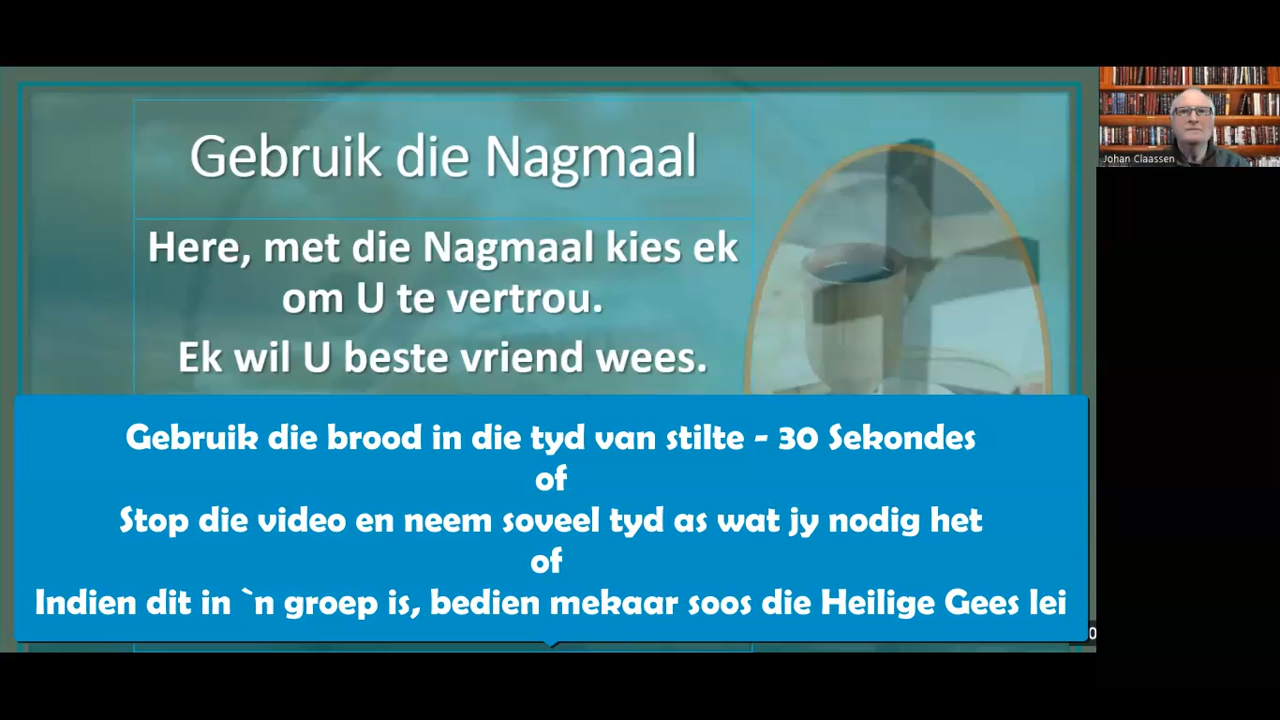 Gebruik die Nagmaal
Here, met die Nagmaal kies ek
om U te vertrou.
Ek wil U beste vriend wees.
Johan Claassen
Gebruik die brood in die tyd van stilte - 30 Sekondes
of
Stop die video en neem soveel tyd as wat jy nodig het
of
Indien dit in `n groep is, bedien mekaar soos die Heilige Gees lei